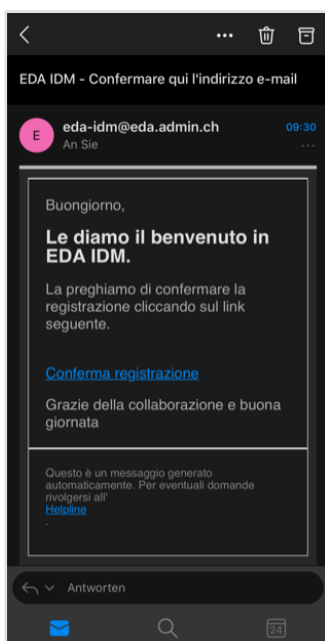 EDA IDM - Confermare qui l'indirizzo e-mail
E
eda-idm@eda.admin.ch 09:30
An Sie
Buongiorno,
Le diamo il benvenuto in
EDA IDM.
La preghiamo di confermare la
registrazione cliccando sul link
seguente.
Conferma registrazione
Grazie della collaborazione e buona
giornata
Questo è un messaggio generato
automaticamente. Per eventuali domande
rivolgersi all'
Helpline
.
Antworten
24